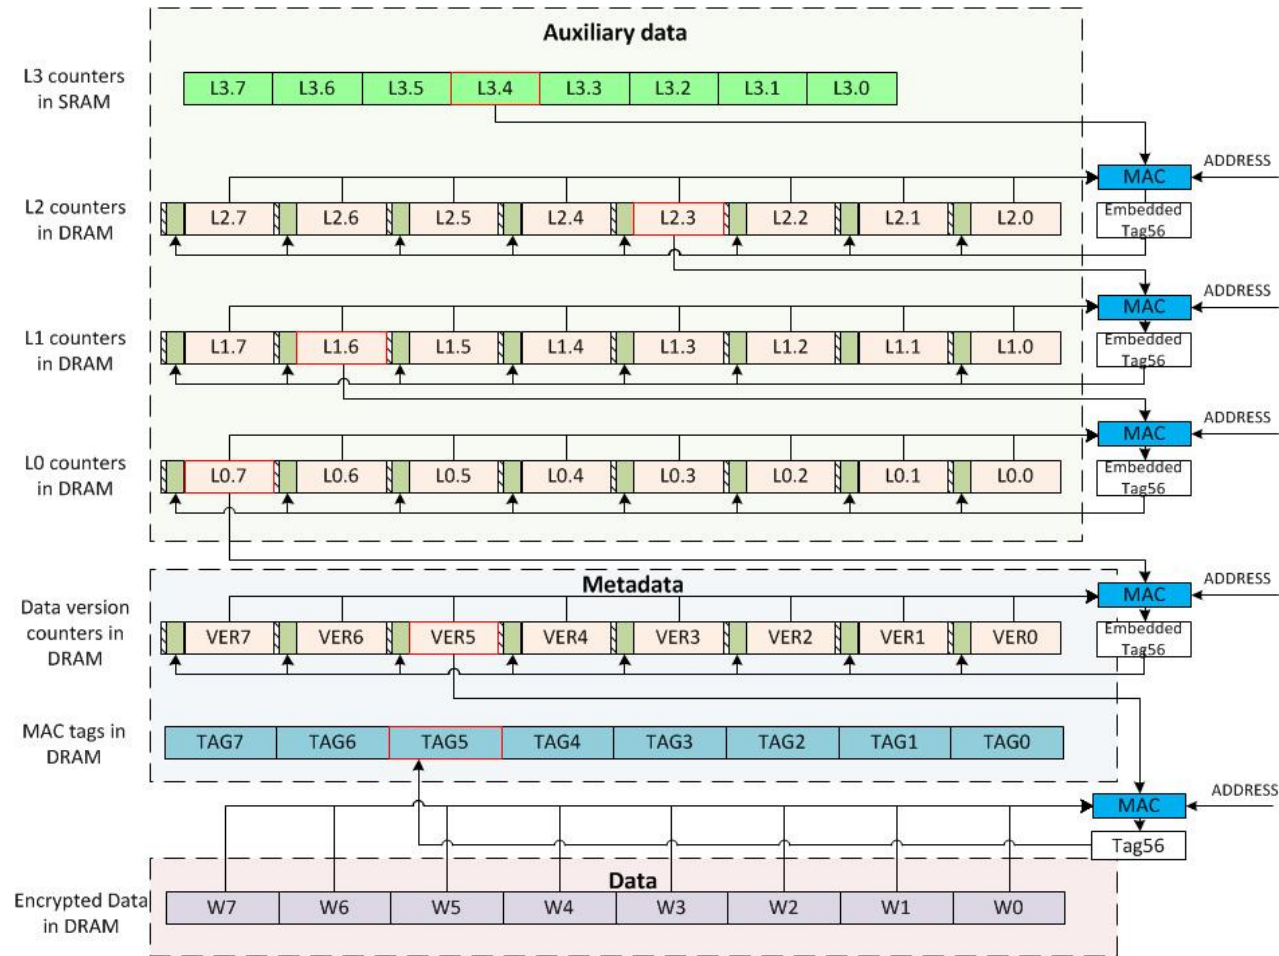 Auxiliary data
L3 counters
in SRAM
L3.7 L3.6 L3.5 L3.4 L3.3 L3.2 L3.1 L3.0
ADDRESS
MAC
L2 counters
in DRAM
L2.7 L2.6 L2.5 L2.4 L2.3 L2.2 L2.1 L2.0
Embedded
Tag56
ADDRESS
MAC
L1 counters
in DRAM
L1.7 L1.6 L1.5 L1.4 L1.3 L1.2 L1.1 L1.0
Embedded
Tag56
ADDRESS
MAC
L0 counters
in DRAM
L0.7 L0.6 L0.5 L0.4 L0.3 L0.2 L0.1 L0.0
Embedded
Tag56
Metadata
ADDRESS
MAC
Data version
counters in
DRAM
VER7 VER6 VER5 VER4 VER3 VER2 VER1 VER0
Embedded
Tag56
MAC tags in
DRAM
TAG7 TAG6 TAG5 TAG4 TAG3 TAG2 TAG1 TAG0
ADDRESS
MAC
Tag56
Data
Encrypted Data
in DRAM
W7 W6 W5 W4 W3 W2 W1 W0